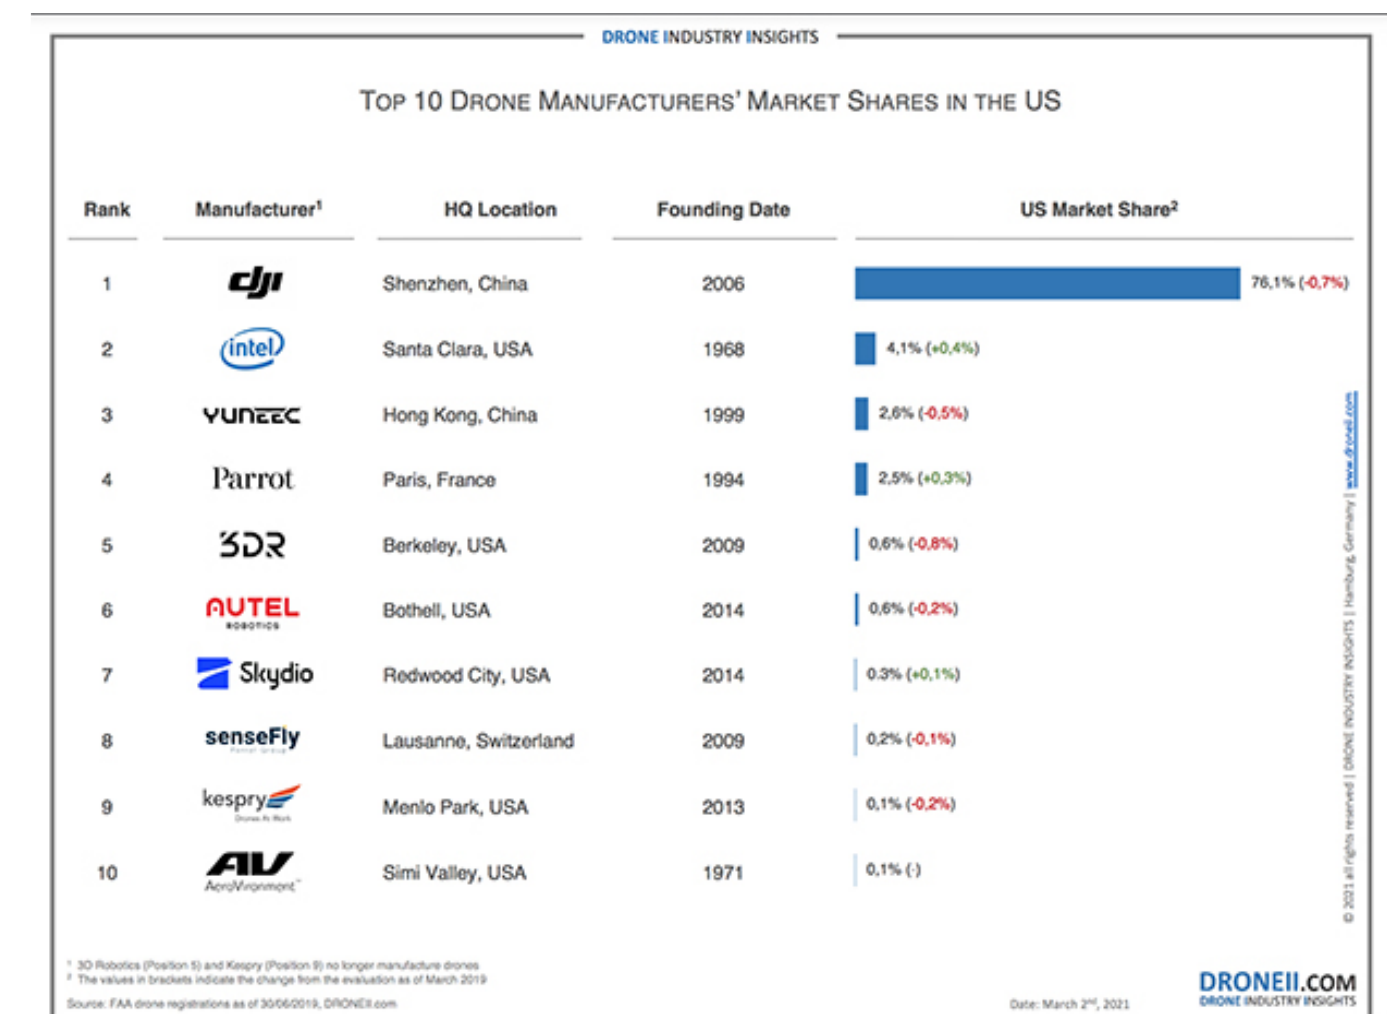 DRONE INDUSTRY INSIGHTS
TOP 10 DRONE MANUFACTURERS' MARKET SHARES IN THE US
Rank Manufacturer1 HQ Location Founding Date US Market Share2
1 dji Shenzhen, China 2006 76,1% (-0,7%)
2 intel Santa Clara, USA 1968 4,1% (+0,4%)
3 YUNEEC Hong Kong, China 1999 2,6% (-0,5%)
4 Parrot Paris, France 1994 2,5% (+0,3%)
5 3DR Berkeley, USA 2009 0,6% (-0,8%)
6 AUTEL ROBOTICS Bothell, USA 2014 0,6% (-0,2%)
7 Skydio Redwood City, USA 2014 0.3% (+0,1%)
8 senseFly Parrot Group Lausanne, Switzerland 2009 0,2% (-0,1%)
9 kespry Drones At Work Menlo Park, USA 2013 0,1% (-0,2%)
10 AV AeroVironment™ Simi Valley, USA 1971 0,1% (-)
© 2021 all rights reserved | DRONE INDUSTRY INSIGHTS | Hamburg, Germany | www.droneii.com
1 3D Robotics (Position 5) and Kespry (Position 9) no longer manufacture drones
2 The values in brackets indicate the change from the evaluation as of March 2019
Source: FAA drone registrations as of 30/06/2019, DRONEII.com
Date: March 2nd, 2021
DRONEII.COM
DRONE INDUSTRY INSIGHTS